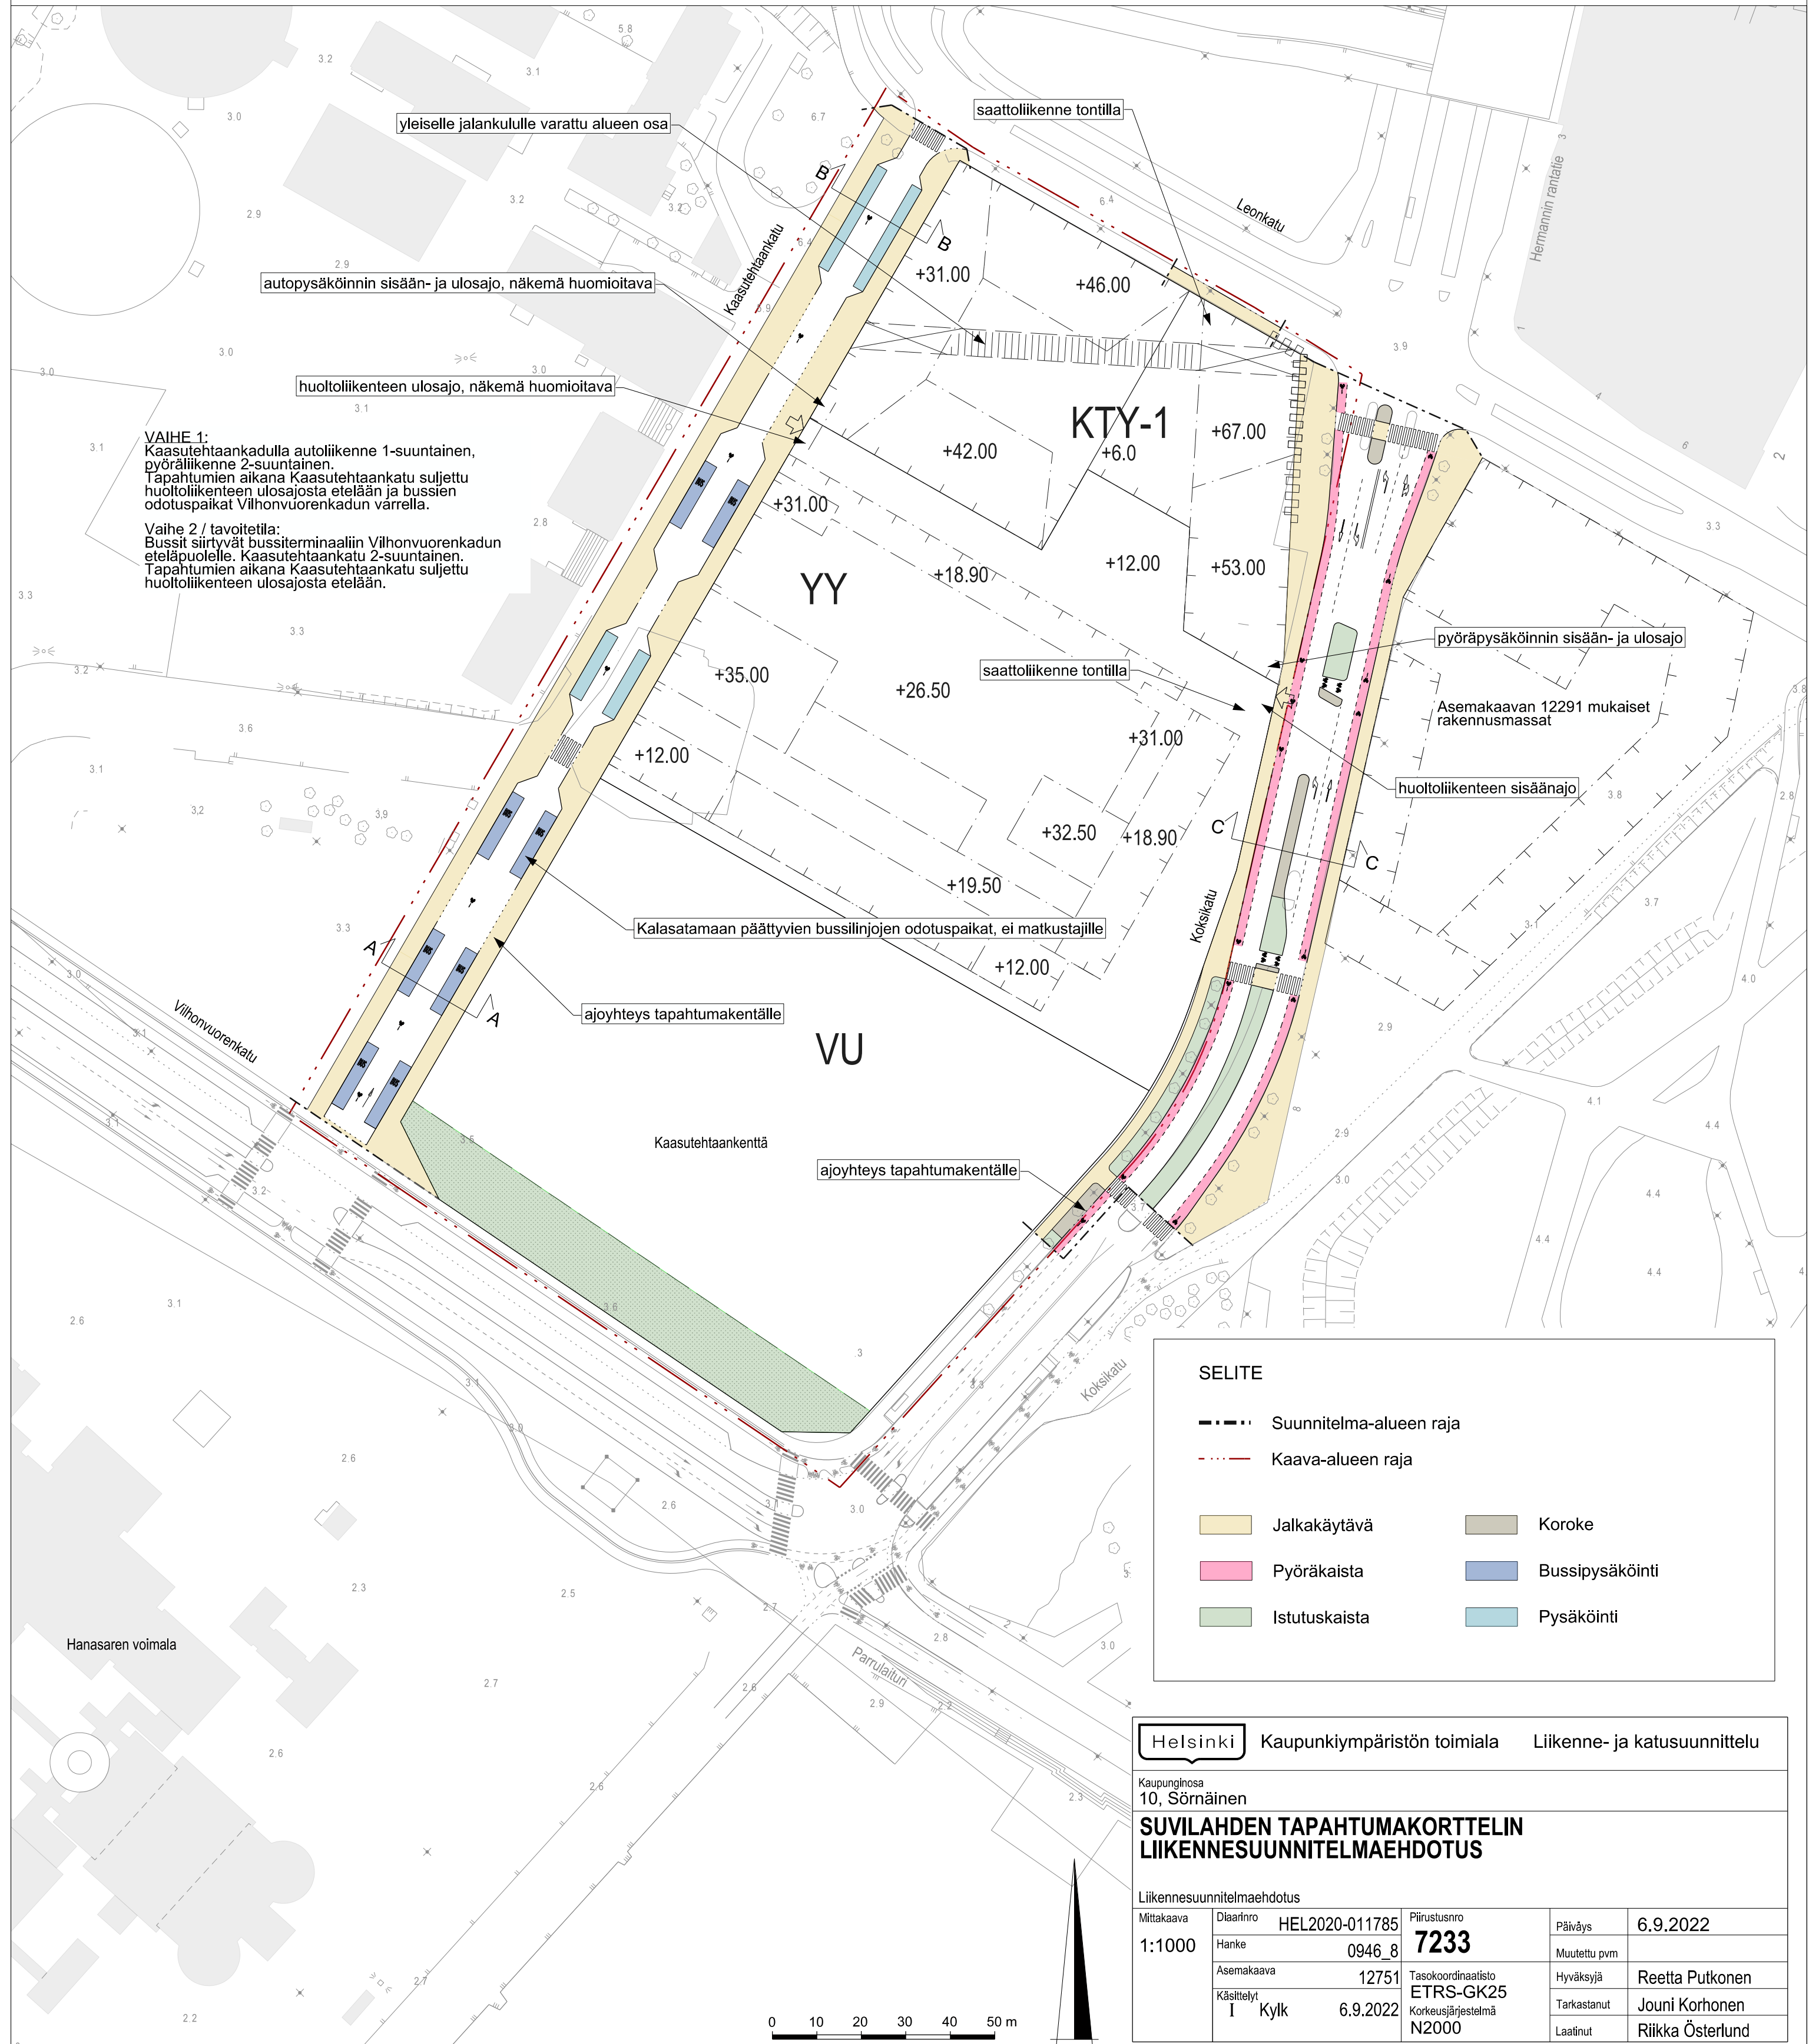 yleiselle jalankululle varattu alueen osa
saattoliikenne tontilla
Leonkatu
Hermannin rantatie
Kaasutehtaankatu
B
B
autopysäköinnin sisään- ja ulosajo, näkemä huomioitava
huoltoliikenteen ulosajo, näkemä huomioitava
+31.00
+46.00
KTY-1
+67.00
+42.00
+6.0
+31.00
+12.00
+53.00
+18.90
YY
VAIHE 1:
Kaasutehtaankadulla autoliikenne 1-suuntainen,
pyöräliikenne 2-suuntainen.
Tapahtumien aikana Kaasutehtaankatu suljettu
huoltoliikenteen ulosajosta etelään ja bussien
odotuspaikat Vilhonvuorenkadun varrella.
Vaihe 2 / tavoitetila:
Bussit siirtyvät bussiterminaaliin Vilhonvuorenkadun
eteläpuolelle. Kaasutehtaankatu 2-suuntainen.
Tapahtumien aikana Kaasutehtaankatu suljettu
huoltoliikenteen ulosajosta etelään.
pyöräpysäköinnin sisään- ja ulosajo
saattoliikenne tontilla
Asemakaavan 12291 mukaiset
rakennusmassat
huoltoliikenteen sisäänajo
+35.00
+26.50
+31.00
+12.00
+32.50
+18.90
+19.50
+12.00
C
C
Koksikatu
Kalasatamaan päättyvien bussilinjojen odotuspaikat, ei matkustajille
A
A
ajoyhteys tapahtumakentälle
Vilhonvuorenkatu
VU
Kaasutehtaankenttä
ajoyhteys tapahtumakentälle
Koksikatu
Parrulaituri
Hanasaren voimala
SELITE
Suunnitelma-alueen raja
Kaava-alueen raja
Jalkakäytävä
Koroke
Pyöräkaista
Bussipysäköinti
Istutuskaista
Pysäköinti
Helsinki
Kaupunkiympäristön toimiala
Liikenne- ja katusuunnittelu
Kaupunginosa
10, Sörnäinen
SUVILAHDEN TAPAHTUMAKORTTELIN
LIIKENNESUUNNITELMAEHDOTUS
Liikennesuunnitelmaehdotus
Mittakaava
1:1000
Diaarinro HEL2020-011785
Hanke 0946_8
Asemakaava 12751
Käsittelyt
I Kylk 6.9.2022
Piirustusnro
7233
Tasokoordinaatisto
ETRS-GK25
Korkeusjärjestelmä
N2000
Päiväys 6.9.2022
Muutettu pvm
Hyväksyjä Reetta Putkonen
Tarkastanut Jouni Korhonen
Laatinut Riikka Österlund
0 10 20 30 40 50 m